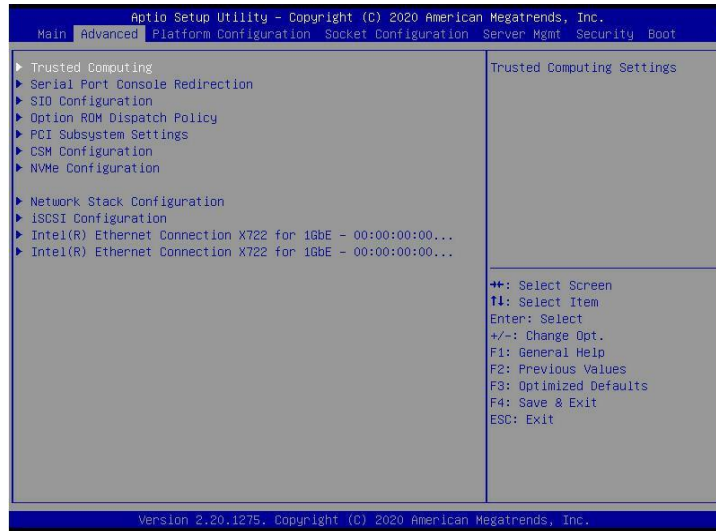 Aptio Setup Utility – Copyright (C) 2020 American Megatrends, Inc.
Main Advanced Platform Configuration Socket Configuration Server Mgmt Security Boot
Trusted Computing
Serial Port Console Redirection
SIO Configuration
Option ROM Dispatch Policy
PCI Subsystem Settings
CSM Configuration
NVMe Configuration
Network Stack Configuration
iSCSI Configuration
Intel(R) Ethernet Connection X722 for 1GbE – 00:00:00:00...
Intel(R) Ethernet Connection X722 for 1GbE – 00:00:00:00...
Trusted Computing Settings
→←: Select Screen
↑↓: Select Item
Enter: Select
+/-: Change Opt.
F1: General Help
F2: Previous Values
F3: Optimized Defaults
F4: Save & Exit
ESC: Exit
Version 2.20.1275. Copyright (C) 2020 American Megatrends, Inc.